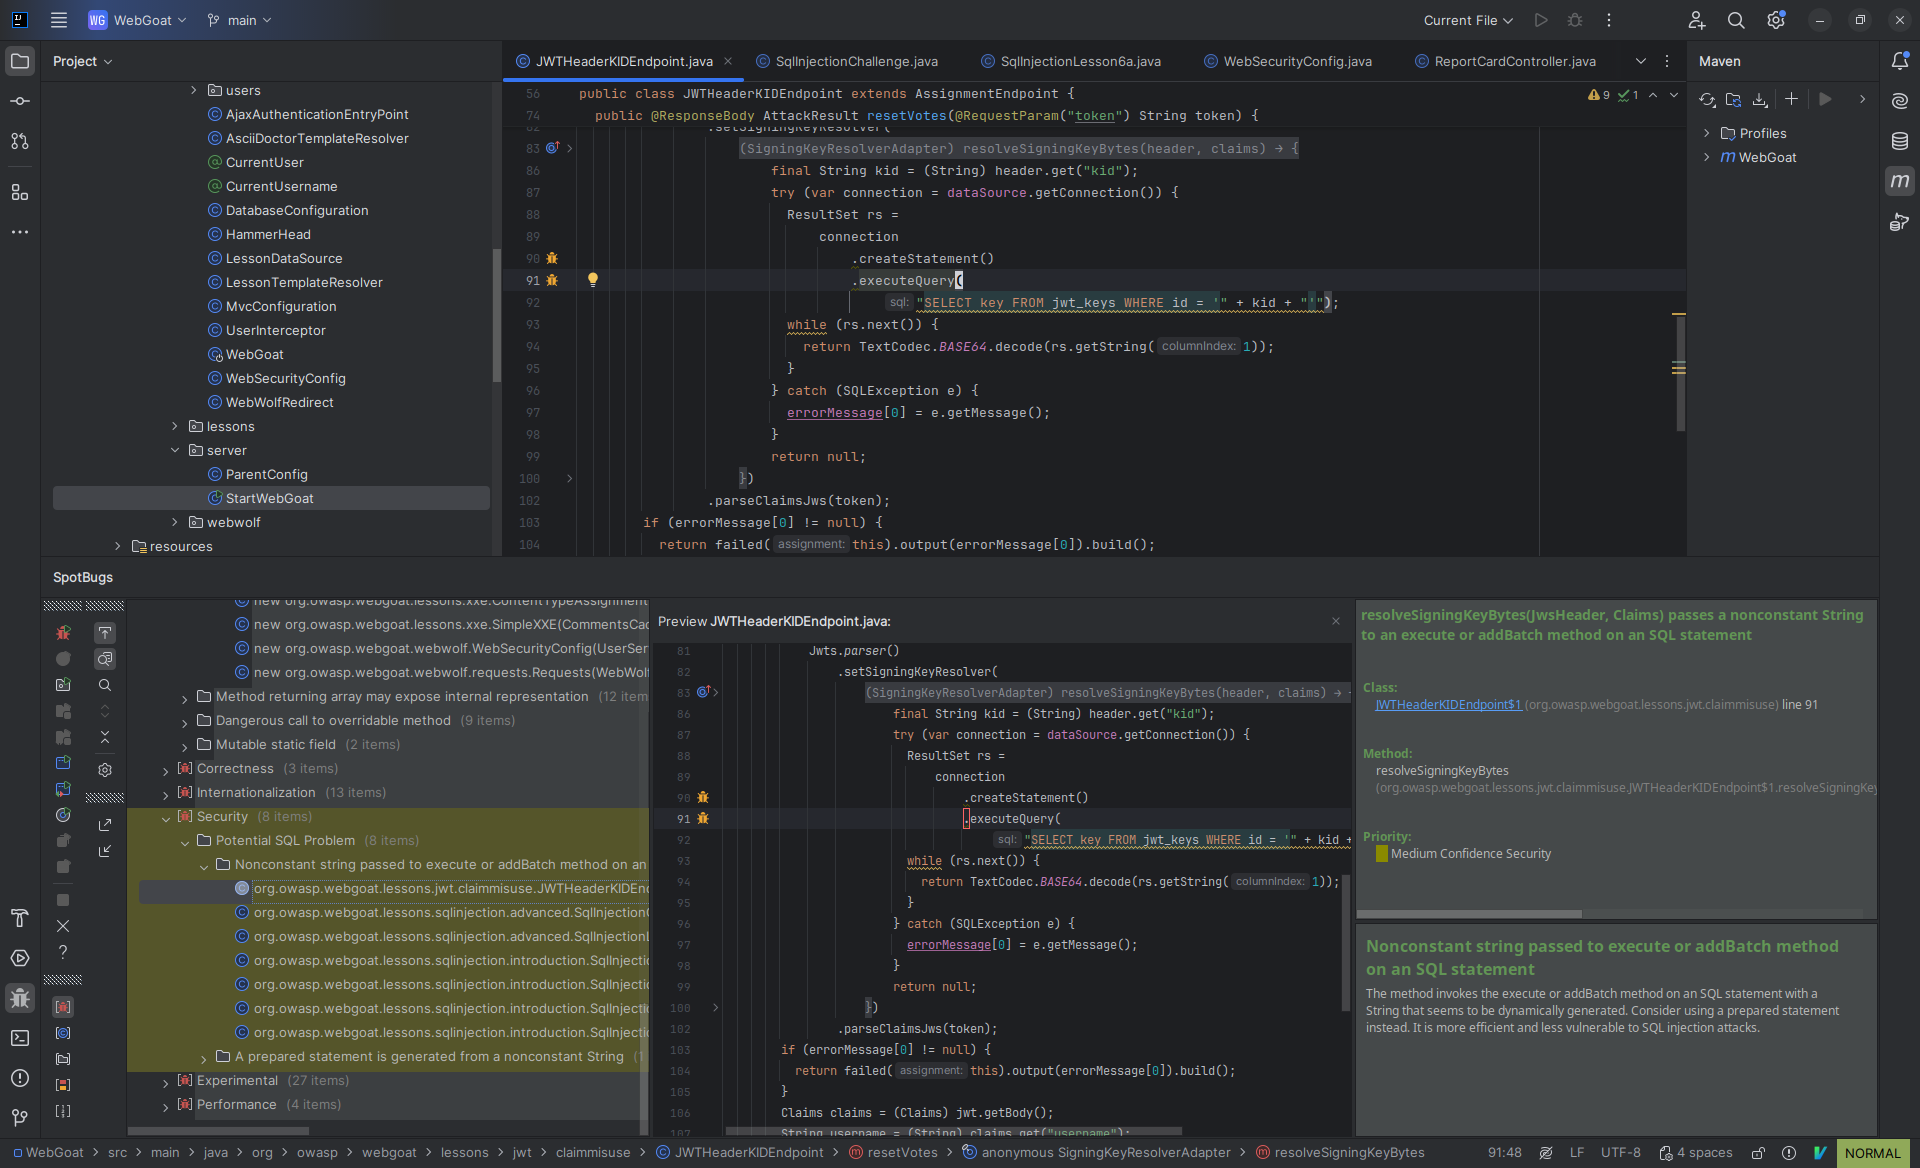 WG WebGoat main Current File
Project
users
AjaxAuthenticationEntryPoint
AsciiDoctorTemplateResolver
CurrentUser
CurrentUsername
DatabaseConfiguration
HammerHead
LessonDataSource
LessonTemplateResolver
MvcConfiguration
UserInterceptor
WebGoat
WebSecurityConfig
WebWolfRedirect
lessons
server
ParentConfig
StartWebGoat
webwolf
resources
JWTHeaderKIDEndpoint.java SqlInjectionChallenge.java SqlInjectionLesson6a.java WebSecurityConfig.java ReportCardController.java
56 public class JWTHeaderKIDEndpoint extends AssignmentEndpoint { 9 1
74 public @ResponseBody AttackResult resetVotes(@RequestParam("token") String token) {
82 .setSigningKeyResolver(
83 (SigningKeyResolverAdapter) resolveSigningKeyBytes(header, claims) → {
86 final String kid = (String) header.get("kid");
87 try (var connection = dataSource.getConnection()) {
88 ResultSet rs =
89 connection
90 .createStatement()
91 .executeQuery(
92 sql: "SELECT key FROM jwt_keys WHERE id = '" + kid + "'");
93 while (rs.next()) {
94 return TextCodec.BASE64.decode(rs.getString( columnIndex: 1));
95 }
96 } catch (SQLException e) {
97 errorMessage[0] = e.getMessage();
98 }
99 return null;
100 })
102 .parseClaimsJws(token);
103 if (errorMessage[0] != null) {
104 return failed( assignment: this).output(errorMessage[0]).build();
Maven
Profiles
m WebGoat
SpotBugs
new org.owasp.webgoat.lessons.xxe.ContentTypeAssignment
new org.owasp.webgoat.lessons.xxe.SimpleXXE(CommentsCac
new org.owasp.webgoat.webwolf.WebSecurityConfig(UserSer
new org.owasp.webgoat.webwolf.requests.Requests(WebWolf
Method returning array may expose internal representation (12 item
Dangerous call to overridable method (9 items)
Mutable static field (2 items)
Correctness (3 items)
Internationalization (13 items)
Security (8 items)
Potential SQL Problem (8 items)
Nonconstant string passed to execute or addBatch method on an
org.owasp.webgoat.lessons.jwt.claimmisuse.JWTHeaderKIDEnd
org.owasp.webgoat.lessons.sqlinjection.advanced.SqlInjectionC
org.owasp.webgoat.lessons.sqlinjection.advanced.SqlInjectionL
org.owasp.webgoat.lessons.sqlinjection.introduction.SqlInjectio
org.owasp.webgoat.lessons.sqlinjection.introduction.SqlInjectio
org.owasp.webgoat.lessons.sqlinjection.introduction.SqlInjectio
org.owasp.webgoat.lessons.sqlinjection.introduction.SqlInjectio
A prepared statement is generated from a nonconstant String (1
Experimental (27 items)
Performance (4 items)
Preview JWTHeaderKIDEndpoint.java:
81 Jwts.parser()
82 .setSigningKeyResolver(
83 (SigningKeyResolverAdapter) resolveSigningKeyBytes(header, claims) →
86 final String kid = (String) header.get("kid");
87 try (var connection = dataSource.getConnection()) {
88 ResultSet rs =
89 connection
90 .createStatement()
91 .executeQuery(
92 sql: "SELECT key FROM jwt_keys WHERE id = '" + kid +
93 while (rs.next()) {
94 return TextCodec.BASE64.decode(rs.getString( columnIndex: 1));
95 }
96 } catch (SQLException e) {
97 errorMessage[0] = e.getMessage();
98 }
99 return null;
100 })
102 .parseClaimsJws(token);
103 if (errorMessage[0] != null) {
104 return failed( assignment: this).output(errorMessage[0]).build();
105 }
106 Claims claims = (Claims) jwt.getBody();
107 String username = (String) claims.get("username");
resolveSigningKeyBytes(JwsHeader, Claims) passes a nonconstant String
to an execute or addBatch method on an SQL statement
Class:
JWTHeaderKIDEndpoint$1 (org.owasp.webgoat.lessons.jwt.claimmisuse) line 91
Method:
resolveSigningKeyBytes
(org.owasp.webgoat.lessons.jwt.claimmisuse.JWTHeaderKIDEndpoint$1.resolveSigningKey
Priority:
Medium Confidence Security
Nonconstant string passed to execute or addBatch method
on an SQL statement
The method invokes the execute or addBatch method on an SQL statement with a
String that seems to be dynamically generated. Consider using a prepared statement
instead. It is more efficient and less vulnerable to SQL injection attacks.
WebGoat > src > main > java > org > owasp > webgoat > lessons > jwt > claimmisuse > JWTHeaderKIDEndpoint > resetVotes > anonymous SigningKeyResolverAdapter > resolveSigningKeyBytes 91:48 LF UTF-8 4 spaces NORMAL